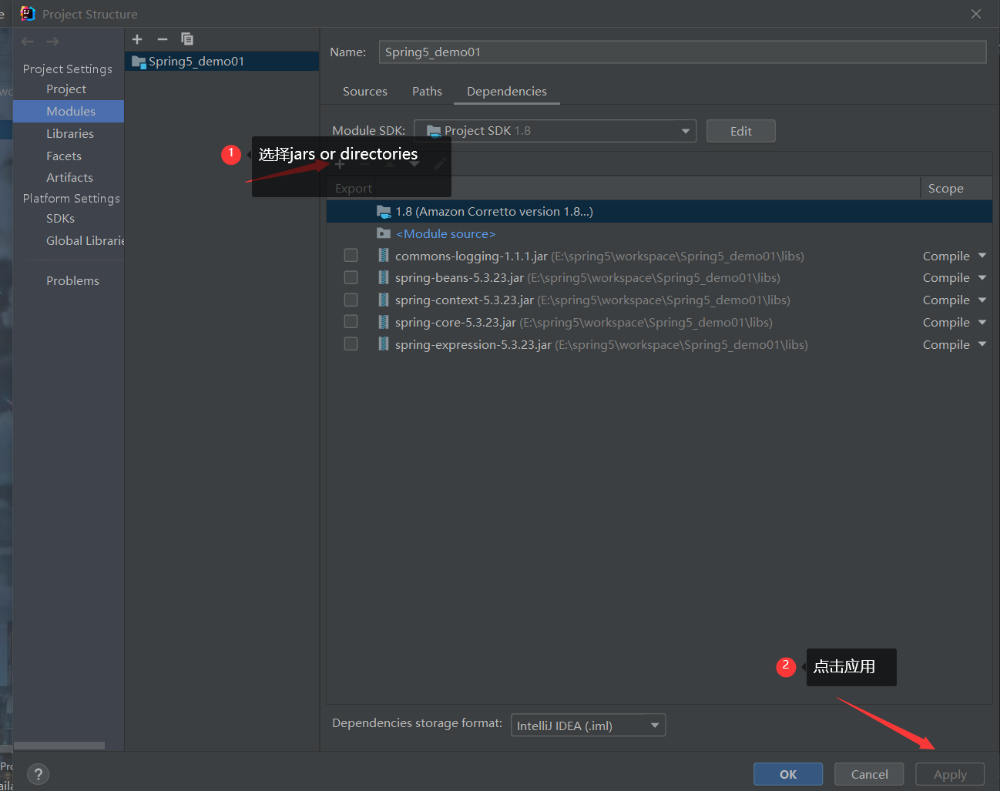 Project Structure
Project Settings
Project
Modules
Libraries
Facets
Artifacts
Platform Settings
SDKs
Global Librarie
Problems
Spring5_demo01
Name: Spring5_demo01
Sources Paths Dependencies
Module SDK: Project SDK 1.8 Edit
1 选择jars or directories
Export Scope
1.8 (Amazon Corretto version 1.8...)
<Module source>
commons-logging-1.1.1.jar (E:\spring5\workspace\Spring5_demo01\libs) Compile
spring-beans-5.3.23.jar (E:\spring5\workspace\Spring5_demo01\libs) Compile
spring-context-5.3.23.jar (E:\spring5\workspace\Spring5_demo01\libs) Compile
spring-core-5.3.23.jar (E:\spring5\workspace\Spring5_demo01\libs) Compile
spring-expression-5.3.23.jar (E:\spring5\workspace\Spring5_demo01\libs) Compile
2 点击应用
Dependencies storage format: IntelliJ IDEA (.iml)
? OK Cancel Apply